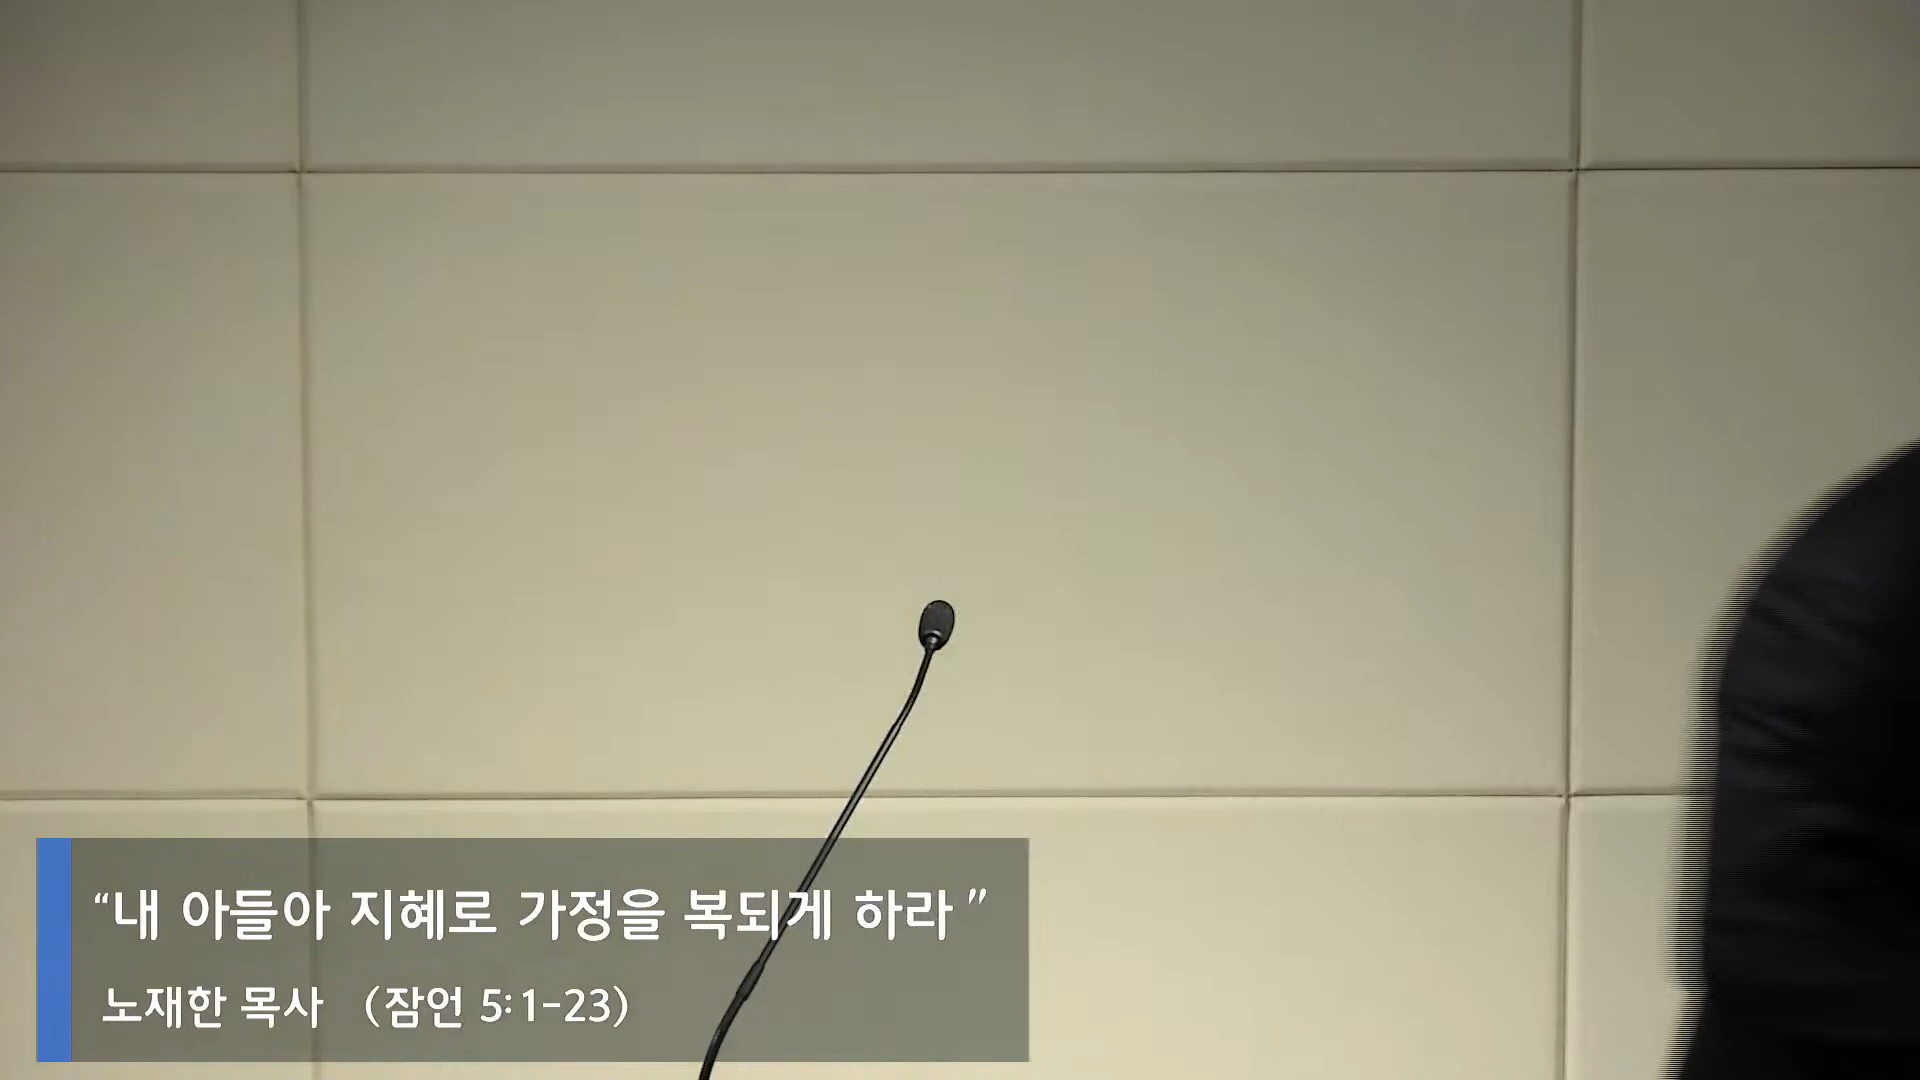 “내 아들아 지혜로 가정을 복되게 하라”
노재한 목사 (잠언 5:1-23)